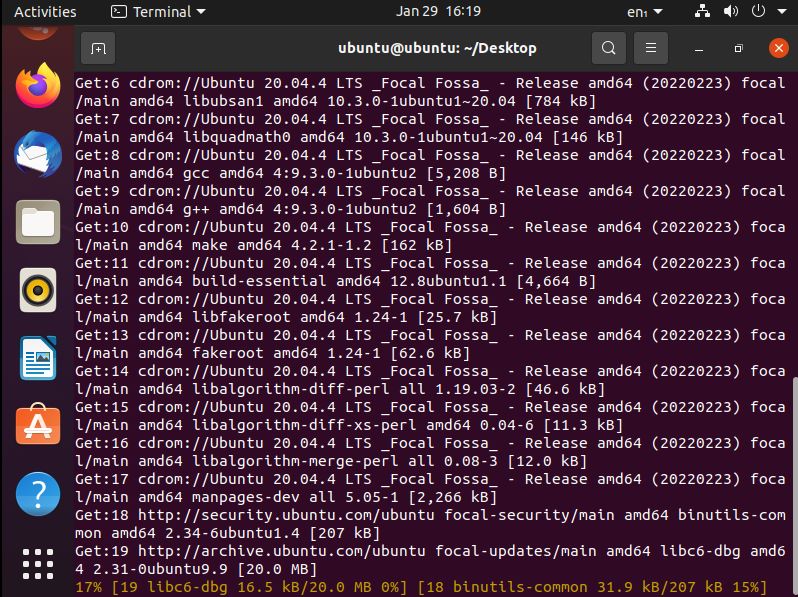 Activities
Terminal
Jan 29 16:19
en₁
ubuntu@ubuntu: ~/Desktop
Get:6 cdrom://Ubuntu 20.04.4 LTS _Focal Fossa_ - Release amd64 (20220223) focal
/main amd64 libubsan1 amd64 10.3.0-1ubuntu1~20.04 [784 kB]
Get:7 cdrom://Ubuntu 20.04.4 LTS _Focal Fossa_ - Release amd64 (20220223) focal
/main amd64 libquadmath0 amd64 10.3.0-1ubuntu1~20.04 [146 kB]
Get:8 cdrom://Ubuntu 20.04.4 LTS _Focal Fossa_ - Release amd64 (20220223) focal
/main amd64 gcc amd64 4:9.3.0-1ubuntu2 [5,208 B]
Get:9 cdrom://Ubuntu 20.04.4 LTS _Focal Fossa_ - Release amd64 (20220223) focal
/main amd64 g++ amd64 4:9.3.0-1ubuntu2 [1,604 B]
Get:10 cdrom://Ubuntu 20.04.4 LTS _Focal Fossa_ - Release amd64 (20220223) foca
l/main amd64 make amd64 4.2.1-1.2 [162 kB]
Get:11 cdrom://Ubuntu 20.04.4 LTS _Focal Fossa_ - Release amd64 (20220223) foca
l/main amd64 build-essential amd64 12.8ubuntu1.1 [4,664 B]
Get:12 cdrom://Ubuntu 20.04.4 LTS _Focal Fossa_ - Release amd64 (20220223) foca
l/main amd64 libfakeroot amd64 1.24-1 [25.7 kB]
Get:13 cdrom://Ubuntu 20.04.4 LTS _Focal Fossa_ - Release amd64 (20220223) foca
l/main amd64 fakeroot amd64 1.24-1 [62.6 kB]
Get:14 cdrom://Ubuntu 20.04.4 LTS _Focal Fossa_ - Release amd64 (20220223) foca
l/main amd64 libalgorithm-diff-perl all 1.19.03-2 [46.6 kB]
Get:15 cdrom://Ubuntu 20.04.4 LTS _Focal Fossa_ - Release amd64 (20220223) foca
l/main amd64 libalgorithm-diff-xs-perl amd64 0.04-6 [11.3 kB]
Get:16 cdrom://Ubuntu 20.04.4 LTS _Focal Fossa_ - Release amd64 (20220223) foca
l/main amd64 libalgorithm-merge-perl all 0.08-3 [12.0 kB]
Get:17 cdrom://Ubuntu 20.04.4 LTS _Focal Fossa_ - Release amd64 (20220223) foca
l/main amd64 manpages-dev all 5.05-1 [2,266 kB]
Get:18 http://security.ubuntu.com/ubuntu focal-security/main amd64 binutils-com
mon amd64 2.34-6ubuntu1.4 [207 kB]
Get:19 http://archive.ubuntu.com/ubuntu focal-updates/main amd64 libc6-dbg amd6
4 2.31-0ubuntu9.9 [20.0 MB]
17% [19 libc6-dbg 16.5 kB/20.0 MB 0%] [18 binutils-common 31.9 kB/207 kB 15%]